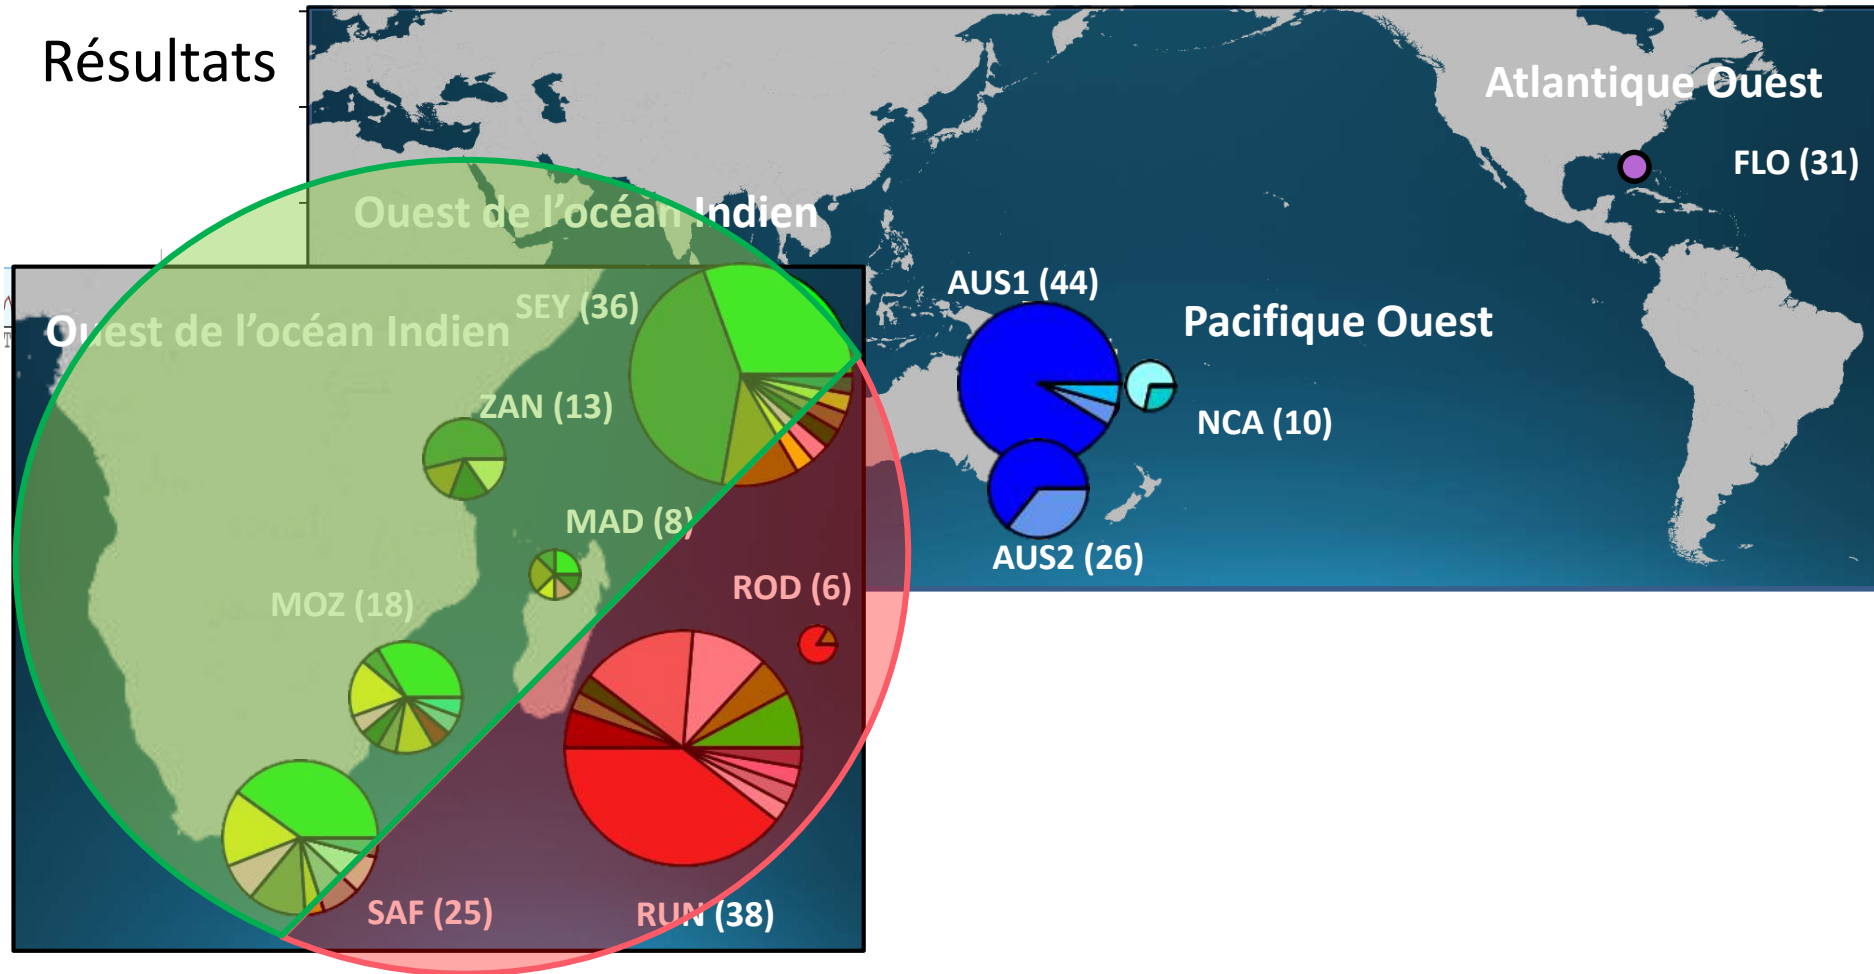 Résultats
Atlantique Ouest
FLO (31)
Ouest de l'océan Indien
AUS1 (44)
SEY (36)
Pacifique Ouest
Ouest de l'océan Indien
ZAN (13)
NCA (10)
MAD (8)
AUS2 (26)
ROD (6)
MOZ (18)
SAF (25)
RUN (38)